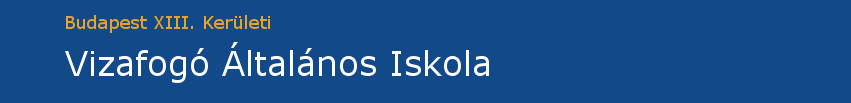 Budapest XIII. Kerületi
Vizafogó Általános Iskola